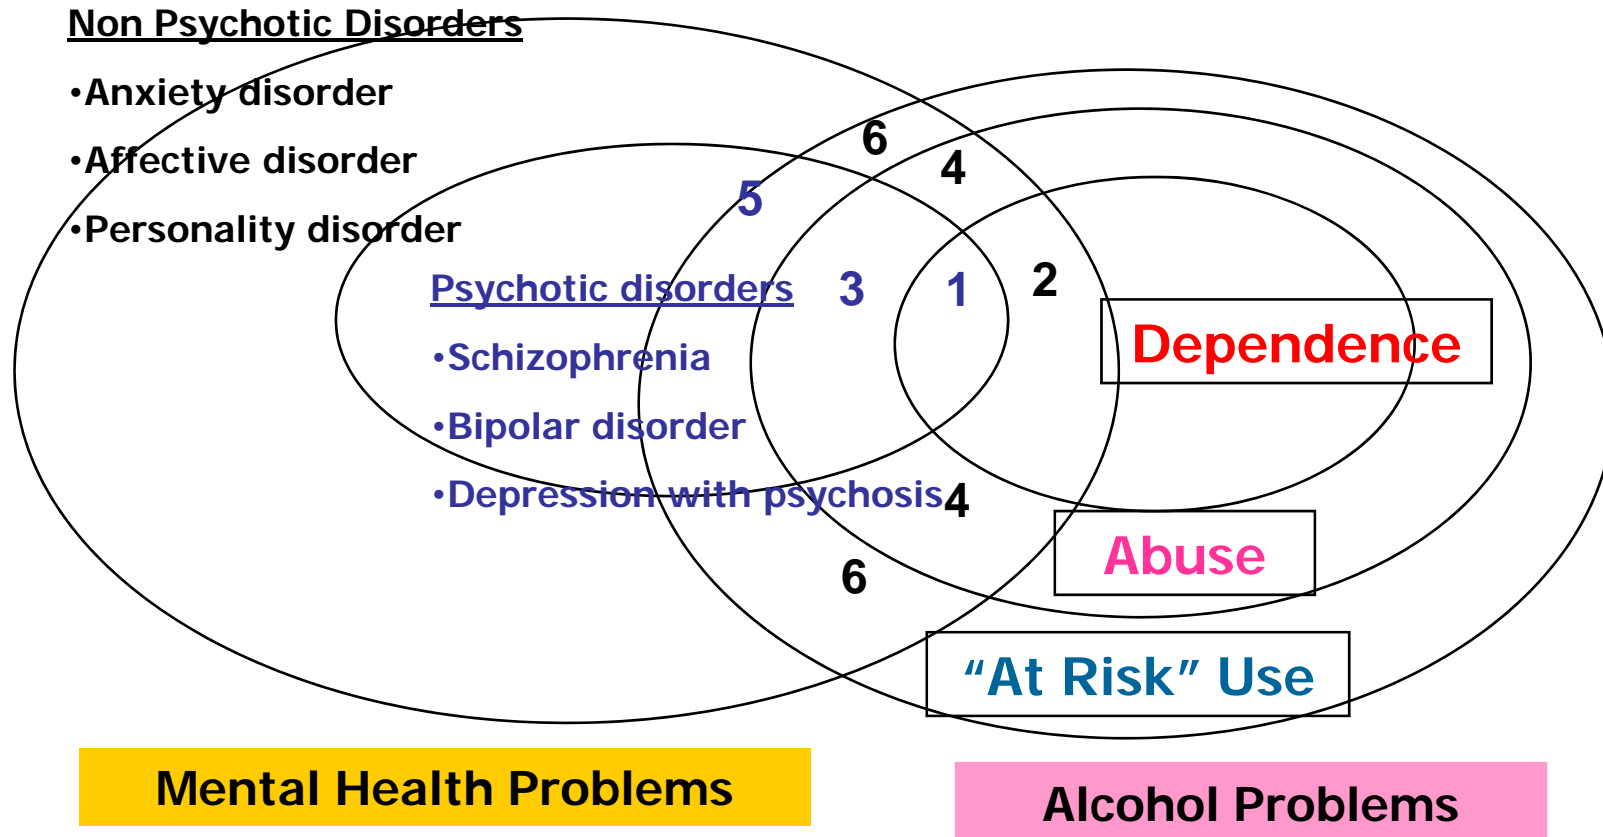 Non Psychotic Disorders
•Anxiety disorder
•Affective disorder
•Personality disorder
6
4
5
Psychotic disorders
3
1
2
•Schizophrenia
•Bipolar disorder
•Depression with psychosis
4
6
Dependence
Abuse
“At Risk” Use
Mental Health Problems
Alcohol Problems